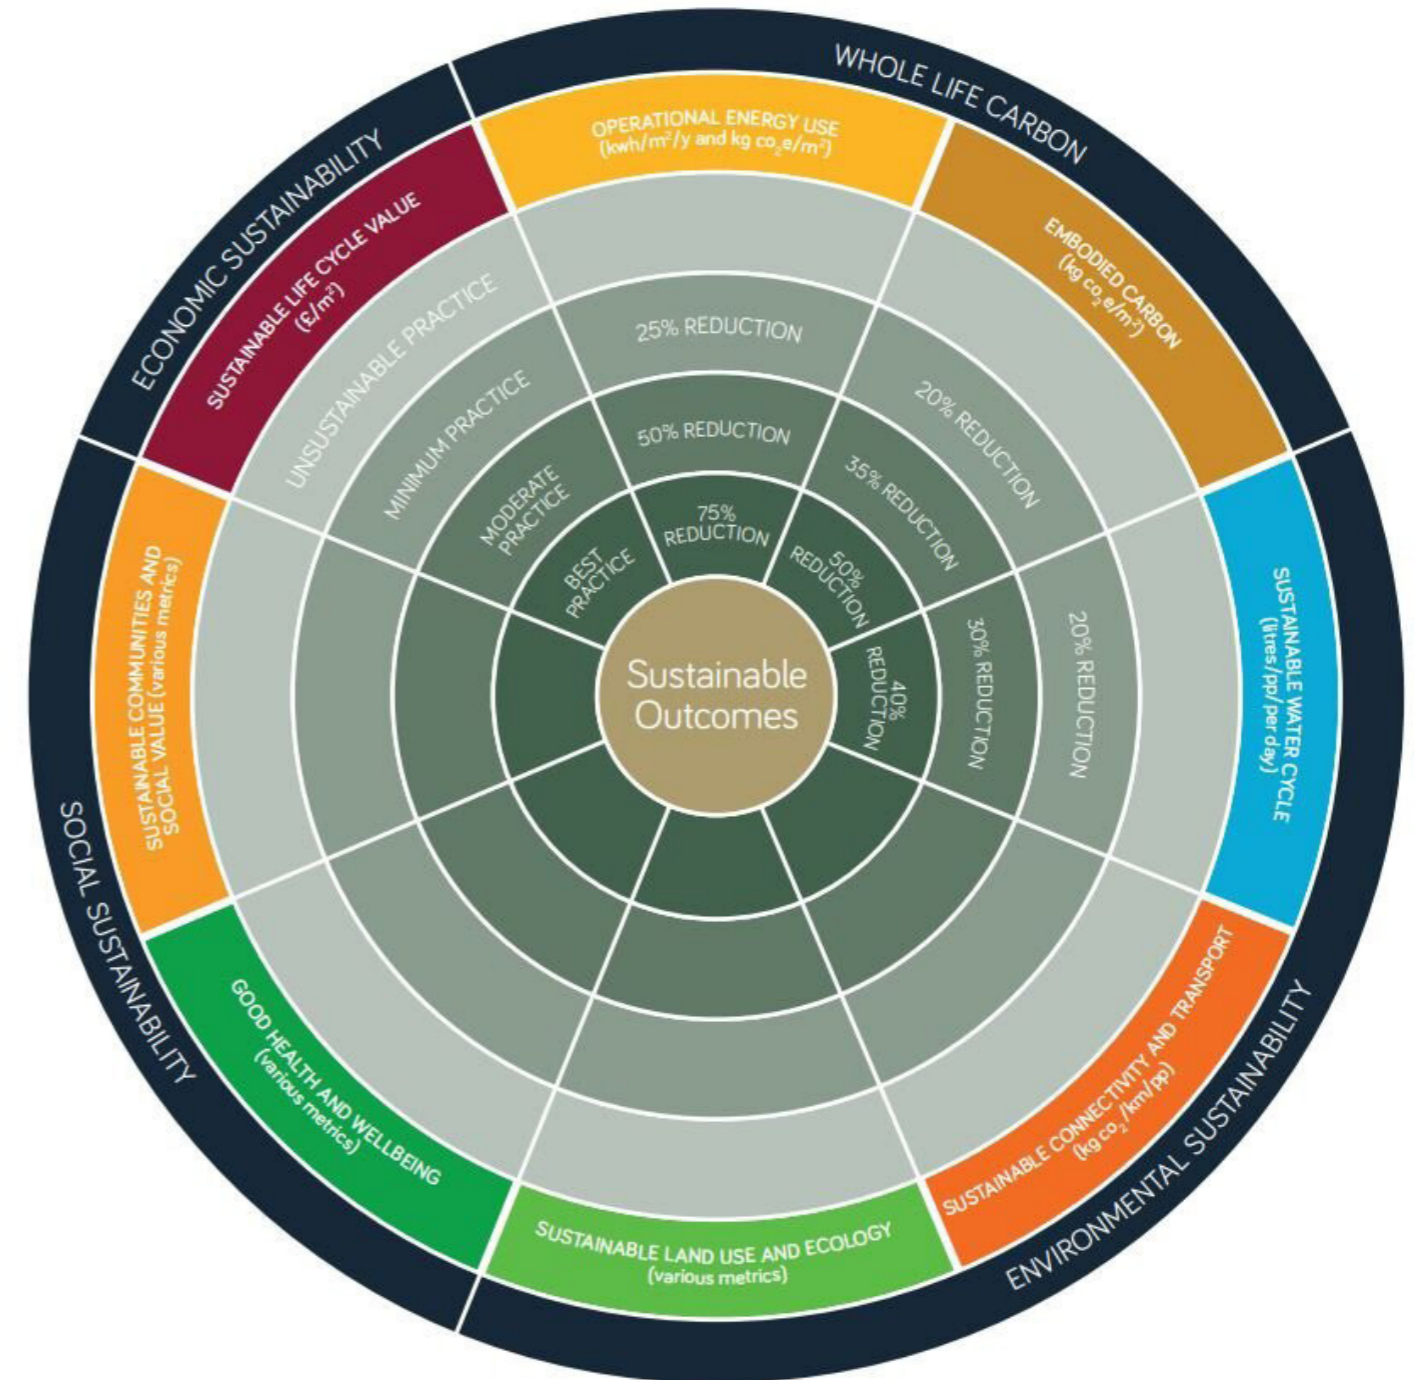 WHOLE LIFE CARBON
OPERATIONAL ENERGY USE
(kwh/m²/y and kg co₂e/m²)
25% REDUCTION
50% REDUCTION
75%
REDUCTION
EMBODIED CARBON
(kg co₂e/m²)
20% REDUCTION
35% REDUCTION
50%
REDUCTION
ENVIRONMENTAL SUSTAINABILITY
SUSTAINABLE WATER CYCLE
(litres/pp/per day)
20% REDUCTION
30% REDUCTION
40%
REDUCTION
SUSTAINABLE CONNECTIVITY AND TRANSPORT
(kg co₂/km/pp)
SUSTAINABLE LAND USE AND ECOLOGY
(various metrics)
SOCIAL SUSTAINABILITY
GOOD HEALTH AND WELLBEING
(various metrics)
SUSTAINABLE COMMUNITIES AND
SOCIAL VALUE (various metrics)
ECONOMIC SUSTAINABILITY
SUSTAINABLE LIFE CYCLE VALUE
(£/m²)
UNSUSTAINABLE PRACTICE
MINIMUM PRACTICE
MODERATE
PRACTICE
BEST
PRACTICE
Sustainable
Outcomes